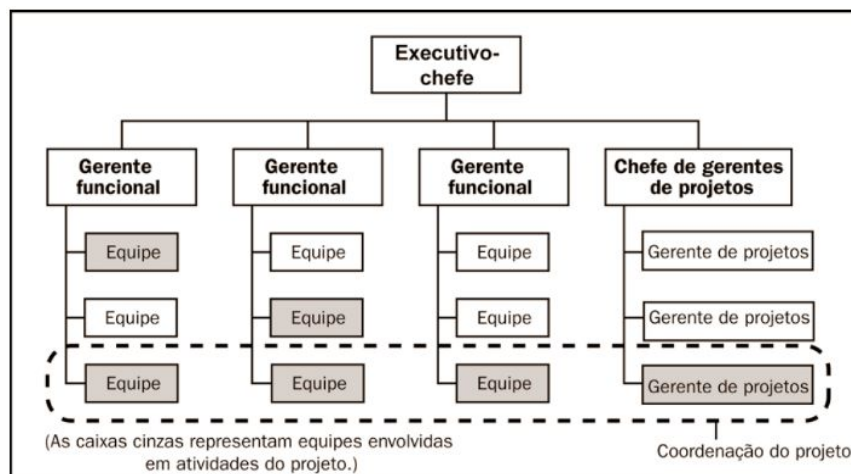 Executivo-
chefe
Gerente
funcional
Gerente
funcional
Gerente
funcional
Chefe de gerentes
de projetos
Equipe
Equipe
Equipe
Gerente de projetos
Equipe
Equipe
Equipe
Gerente de projetos
Equipe
Equipe
Equipe
Gerente de projetos
(As caixas cinzas representam equipes envolvidas
em atividades do projeto.)
Coordenação do projeto